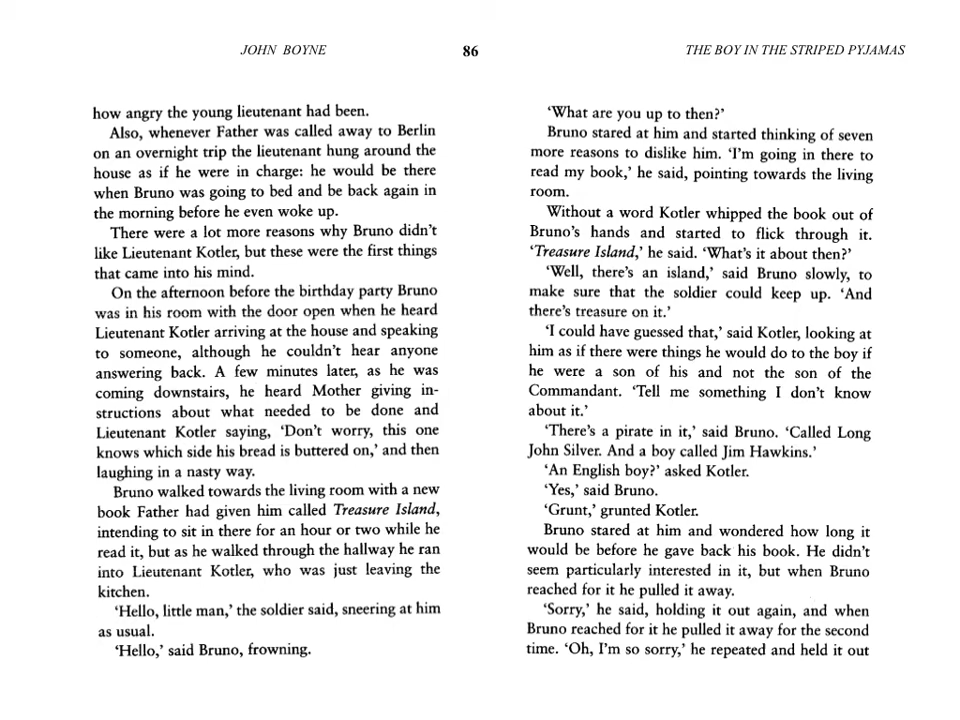 JOHN BOYNE
86
THE BOY IN THE STRIPED PYJAMAS
how angry the young lieutenant had been.
Also, whenever Father was called away to Berlin
on an overnight trip the lieutenant hung around the
house as if he were in charge: he would be there
when Bruno was going to bed and be back again in
the morning before he even woke up.
There were a lot more reasons why Bruno didn’t
like Lieutenant Kotler, but these were the first things
that came into his mind.
On the afternoon before the birthday party Bruno
was in his room with the door open when he heard
Lieutenant Kotler arriving at the house and speaking
to someone, although he couldn’t hear anyone
answering back. A few minutes later, as he was
coming downstairs, he heard Mother giving in-
structions about what needed to be done and
Lieutenant Kotler saying, ‘Don’t worry, this one
knows which side his bread is buttered on,’ and then
laughing in a nasty way.
Bruno walked towards the living room with a new
book Father had given him called Treasure Island,
intending to sit in there for an hour or two while he
read it, but as he walked through the hallway he ran
into Lieutenant Kotler, who was just leaving the
kitchen.
‘Hello, little man,’ the soldier said, sneering at him
as usual.
‘Hello,’ said Bruno, frowning.
‘What are you up to then?’
Bruno stared at him and started thinking of seven
more reasons to dislike him. ‘I’m going in there to
read my book,’ he said, pointing towards the living
room.
Without a word Kotler whipped the book out of
Bruno’s hands and started to flick through it.
‘Treasure Island,’ he said. ‘What’s it about then?’
‘Well, there’s an island,’ said Bruno slowly, to
make sure that the soldier could keep up. ‘And
there’s treasure on it.’
‘I could have guessed that,’ said Kotler, looking at
him as if there were things he would do to the boy if
he were a son of his and not the son of the
Commandant. ‘Tell me something I don’t know
about it.’
‘There’s a pirate in it,’ said Bruno. ‘Called Long
John Silver. And a boy called Jim Hawkins.’
‘An English boy?’ asked Kotler.
‘Yes,’ said Bruno.
‘Grunt,’ grunted Kotler.
Bruno stared at him and wondered how long it
would be before he gave back his book. He didn’t
seem particularly interested in it, but when Bruno
reached for it he pulled it away.
‘Sorry,’ he said, holding it out again, and when
Bruno reached for it he pulled it away for the second
time. ‘Oh, I’m so sorry,’ he repeated and held it out